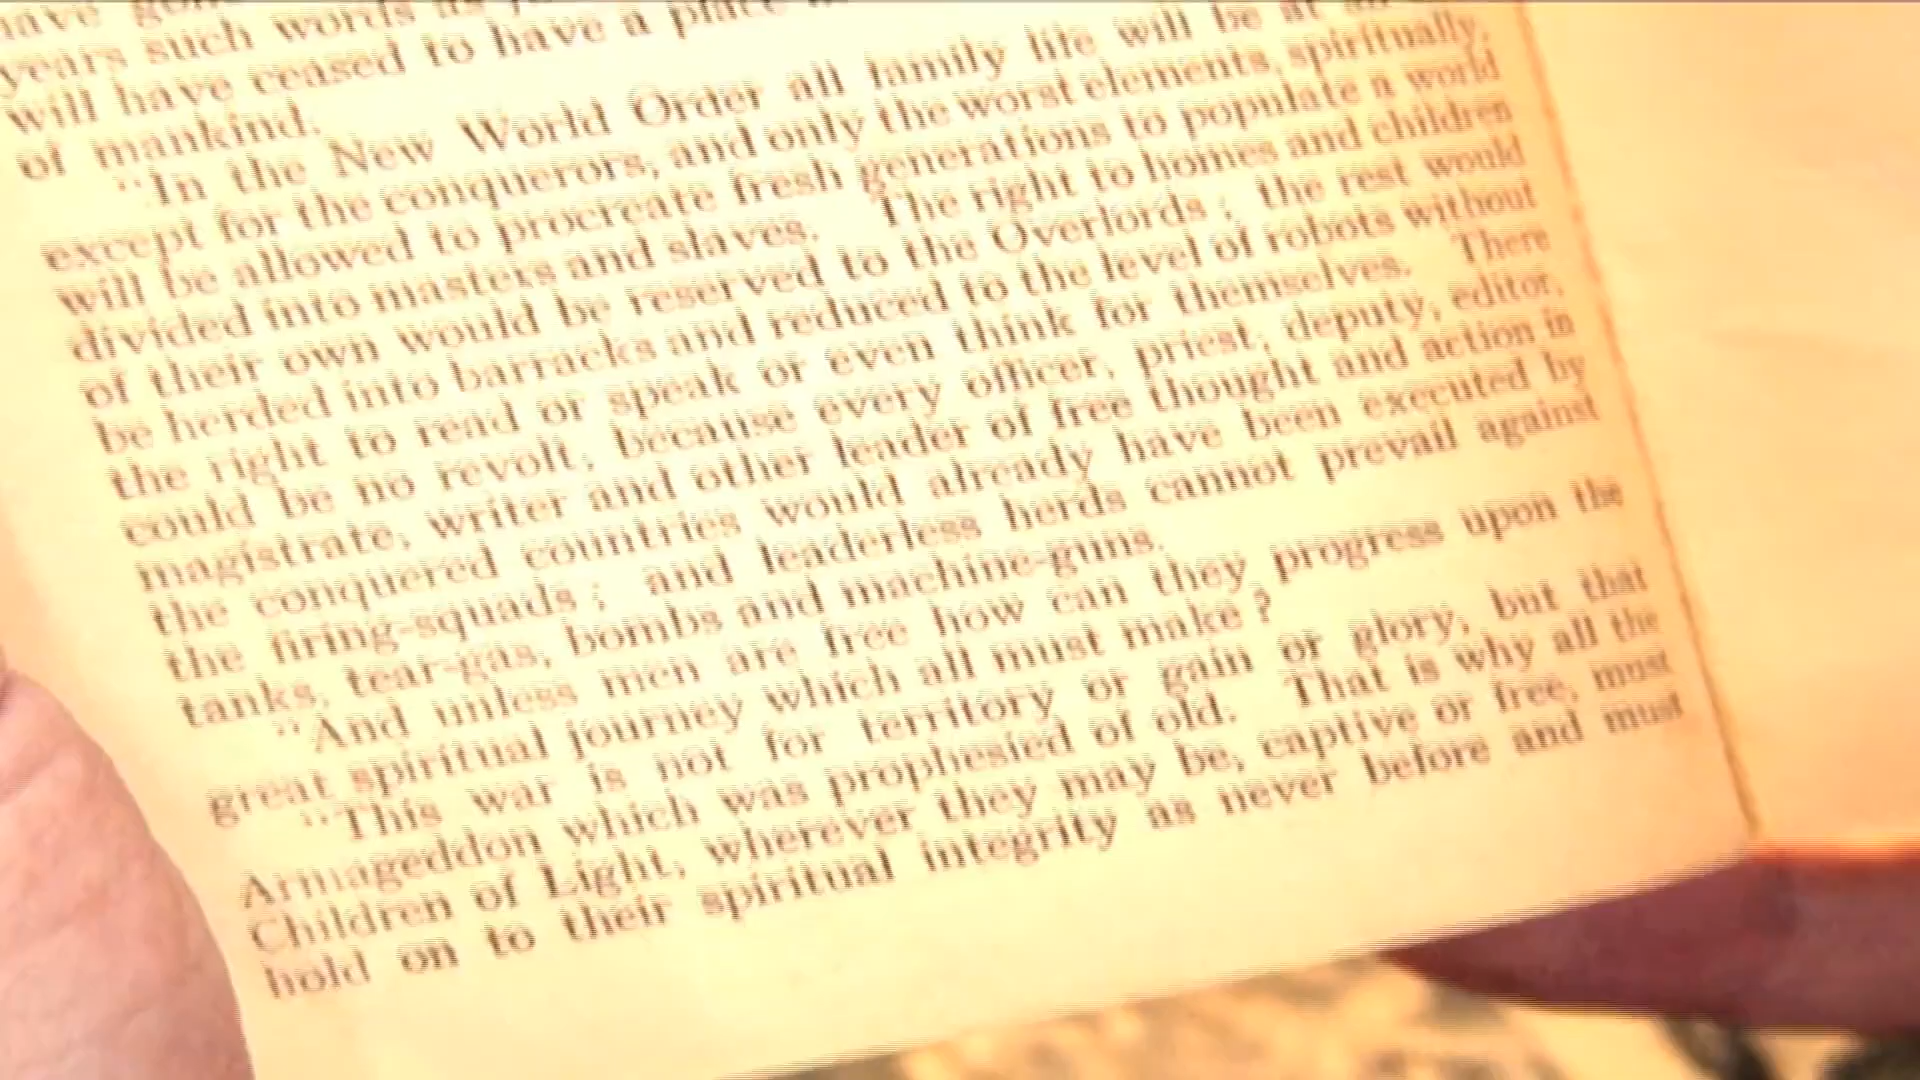 have
years such words as
will have ceased to have a place
of mankind.
"In the New World Order all family life will be at an
except for the conquerors, and only the worst elements, spiritually,
will be allowed to procreate fresh generations to populate a world
divided into masters and slaves. The right to homes and children
of their own would be reserved to the Overlords; the rest would
be herded into barracks and reduced to the level of robots without
the right to read or speak or even think for themselves. There
could be no revolt, because every officer, priest, deputy, editor,
magistrate, writer and other leader of free thought and action in
the conquered countries would already have been executed by
the firing-squads; and leaderless herds cannot prevail against
tanks, tear-gas, bombs and machine-guns.
"And unless men are free how can they progress upon the
great spiritual journey which all must make?
"This war is not for territory or gain or glory, but that
Armageddon which was prophesied of old. That is why all the
Children of Light, wherever they may be, captive or free, must
hold on to their spiritual integrity as never before and must